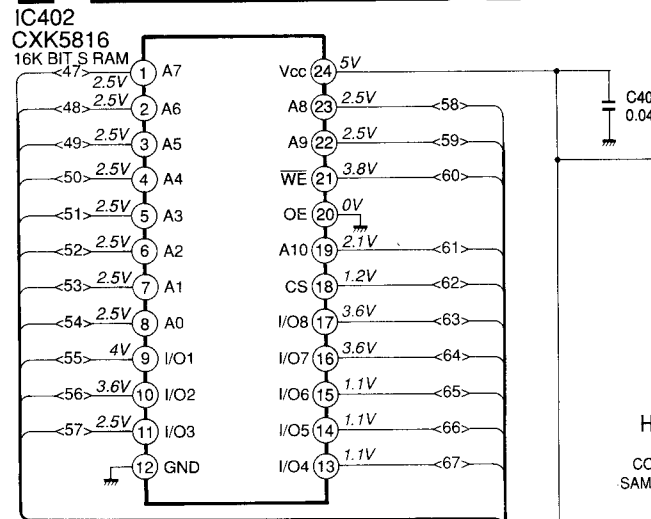 IC402
CXK5816
16K BIT S RAM
<47> 2.5V 1 A7
<48> 2.5V 2 A6
<49> 2.5V 3 A5
<50> 2.5V 4 A4
<51> 2.5V 5 A3
<52> 2.5V 6 A2
<53> 2.5V 7 A1
<54> 2.5V 8 A0
<55> 4V 9 I/O1
<56> 3.6V 10 I/O2
<57> 2.5V 11 I/O3
12 GND
Vcc 24 5V
A8 23 2.5V <58>
A9 22 2.5V <59>
WE 21 3.8V <60>
OE 20 0V
A10 19 2.1V <61>
CS 18 1.2V <62>
I/O8 17 3.6V <63>
I/O7 16 3.6V <64>
I/O6 15 1.1V <65>
I/O5 14 1.1V <66>
I/O4 13 1.1V <67>
C40
0.04
H
CO
SAM